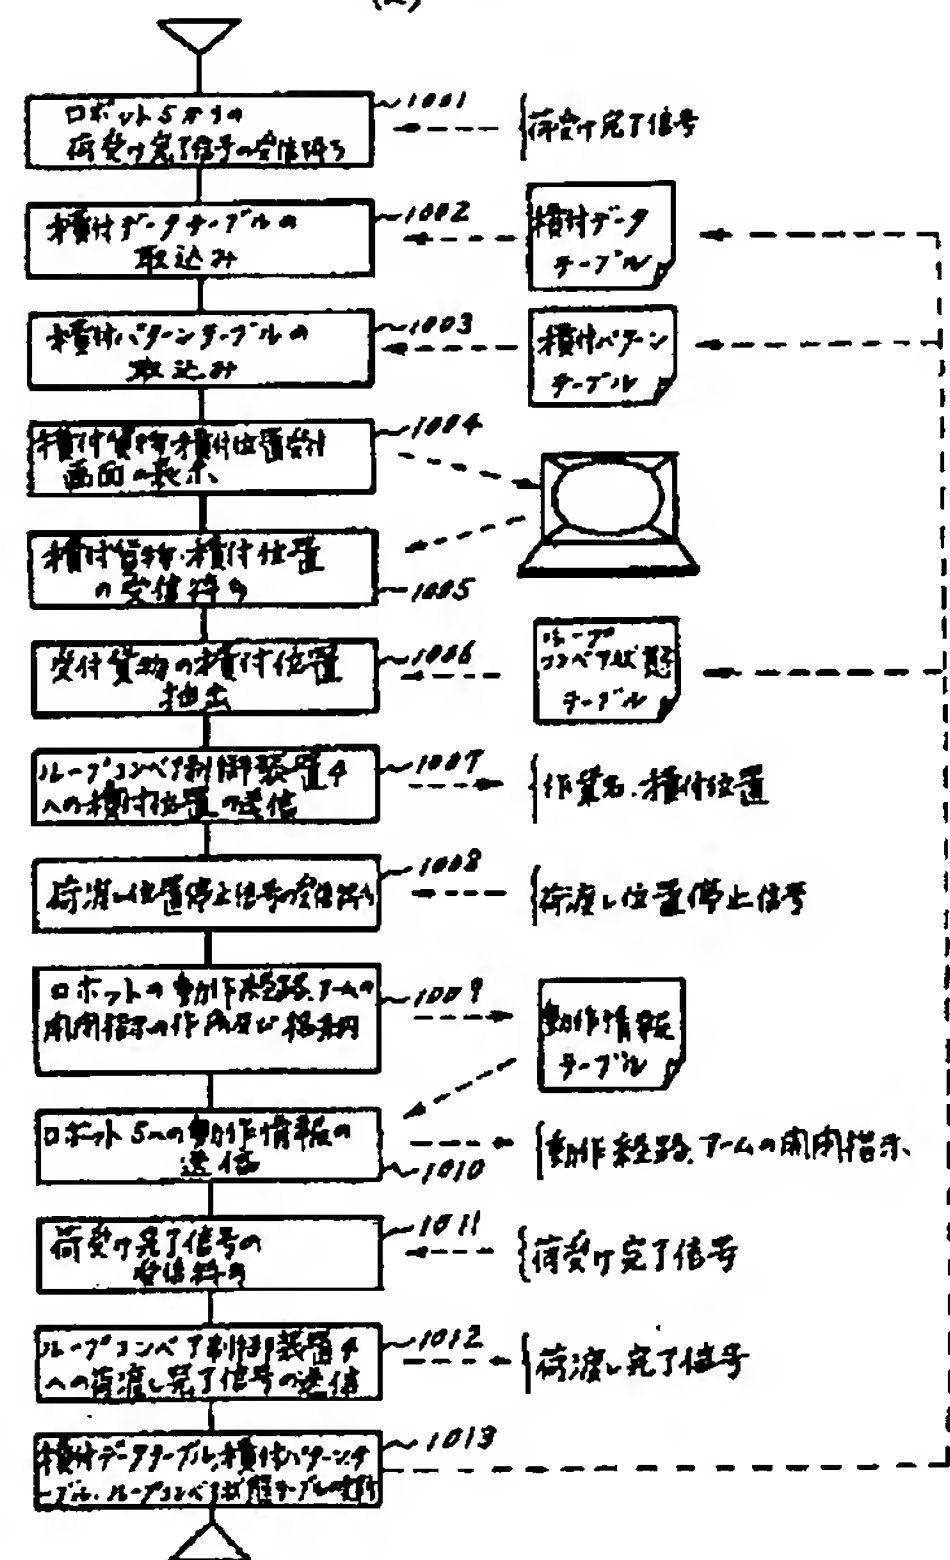 (2)
ロボット5からの
荷受け完了信号の受信待ち
1001
荷受け完了信号
積付データテーブルの
取込み
1002
積付データ
テーブル
積付パターンテーブルの
取込み
1003
積付パターン
テーブル
積付貨物・積付位置受付
画面の表示
1004
積付貨物・積付位置
の受信待ち
1005
受付貨物の積付位置
抽出
1006
ループ
コンベア状態
テーブル
ループコンベア制御装置4
への積付位置の送信
1007
積付位置
荷渡し位置停止信号の受信待ち
1008
荷渡し位置停止信号
ロボットの動作経路、アームの
開閉指示の作成及び格納
1009
動作情報
テーブル
ロボット5への動作情報の
送信
1010
動作経路、アームの開閉指示
荷受け完了信号の
受信待ち
1011
荷受け完了信号
ループコンベア制御装置4
への荷渡し完了信号の送信
1012
荷渡し完了信号
積付データテーブル、積付パターンテ
ーブル、ループコンベア状態テーブルの更新
1013